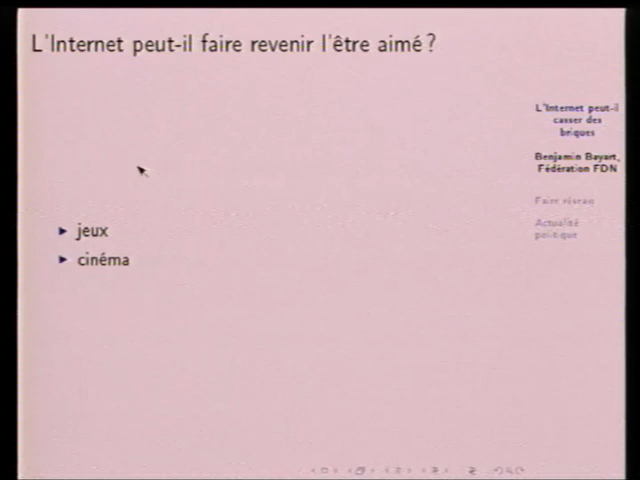 L'Internet peut-il faire revenir l'être aimé ?
jeux
cinéma
L'Internet peut-il
casser des
briques
Benjamin Bayart,
Fédération FDN
Faire réseau
Actualité
politique